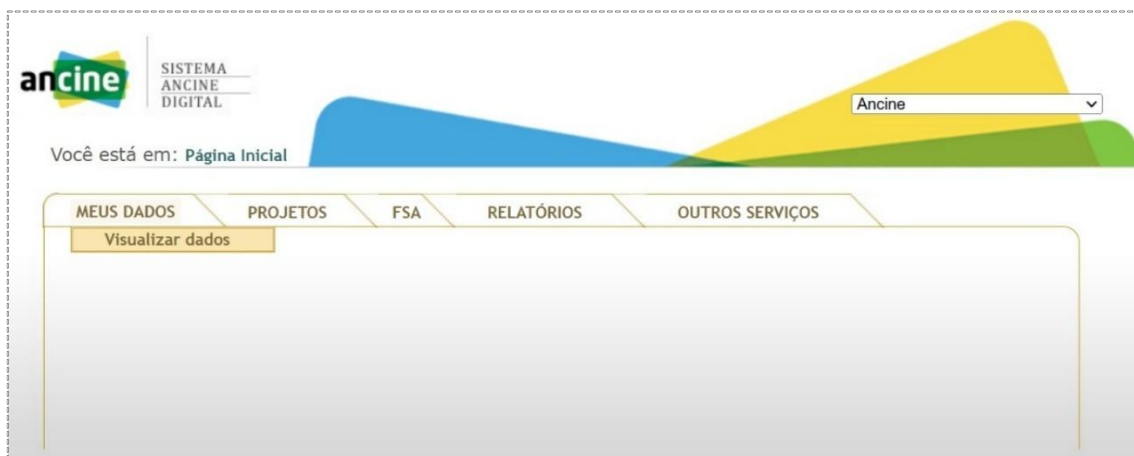 ancine
SISTEMA
ANCINE
DIGITAL
Ancine
Você está em: Página Inicial
MEUS DADOS PROJETOS FSA RELATÓRIOS OUTROS SERVIÇOS
Visualizar dados